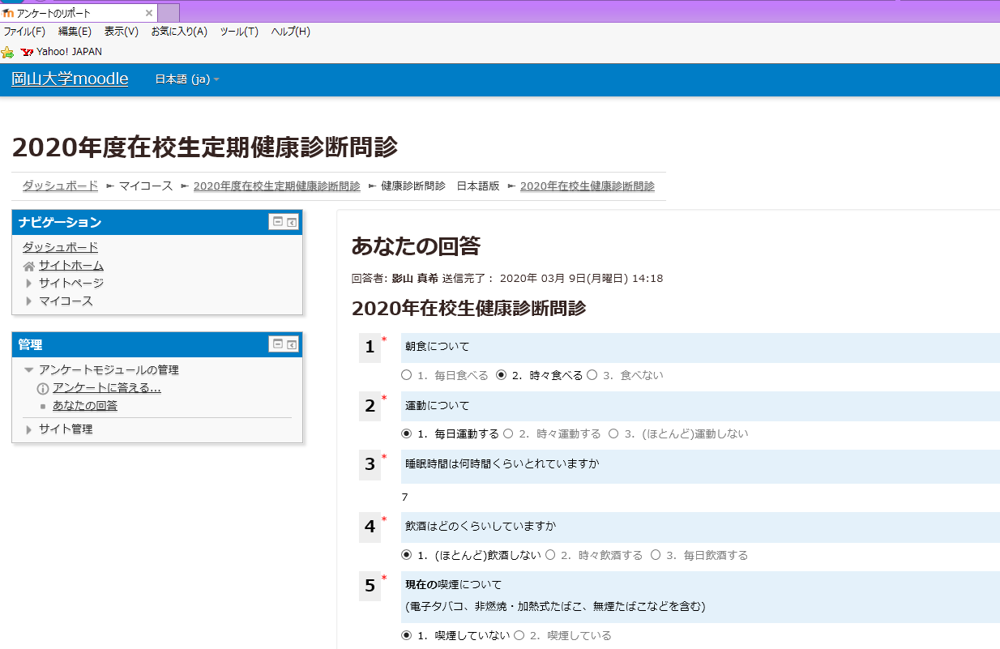 アンケートのリポート
ファイル(F) 編集(E) 表示(V) お気に入り(A) ツール(T) ヘルプ(H)
Yahoo! JAPAN
岡山大学moodle 日本語 (ja)
2020年度在校生定期健康診断問診
ダッシュボード ► マイコース ► 2020年度在校生定期健康診断問診 ► 健康診断問診 日本語版 ► 2020年在校生健康診断問診
ナビゲーション
ダッシュボード
サイトホーム
サイトページ
マイコース
管理
アンケートモジュールの管理
アンケートに答える...
あなたの回答
サイト管理
あなたの回答
回答者: 影山 真希 送信完了： 2020年 03月 9日(月曜日) 14:18
2020年在校生健康診断問診
1 * 朝食について
1. 毎日食べる 2. 時々食べる 3. 食べない
2 * 運動について
1. 毎日運動する 2. 時々運動する 3. (ほとんど)運動しない
3 * 睡眠時間は何時間くらいとれていますか
7
4 * 飲酒はどのくらいしていますか
1. (ほとんど)飲酒しない 2. 時々飲酒する 3. 毎日飲酒する
5 * 現在の喫煙について
(電子タバコ、非燃焼・加熱式たばこ、無煙たばこなどを含む)
1. 喫煙していない 2. 喫煙している